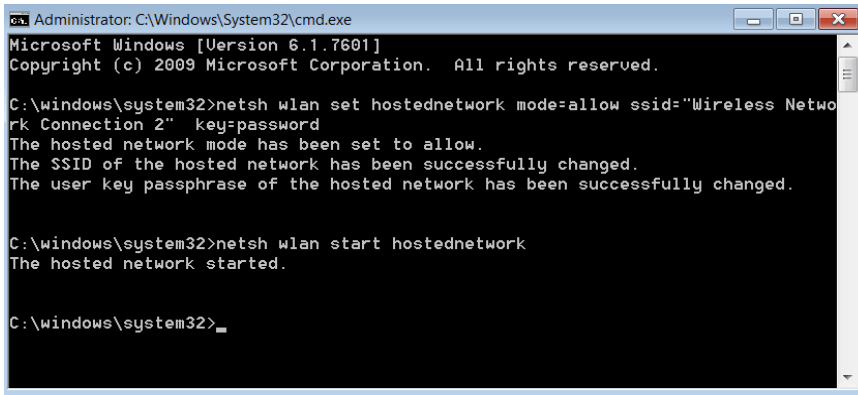 Administrator: C:\Windows\System32\cmd.exe
Microsoft Windows [Version 6.1.7601]
Copyright (c) 2009 Microsoft Corporation.  All rights reserved.
C:\windows\system32>netsh wlan set hostednetwork mode=allow ssid="Wireless Netwo
rk Connection 2"  key=password
The hosted network mode has been set to allow.
The SSID of the hosted network has been successfully changed.
The user key passphrase of the hosted network has been successfully changed.
C:\windows\system32>netsh wlan start hostednetwork
The hosted network started.
C:\windows\system32>_